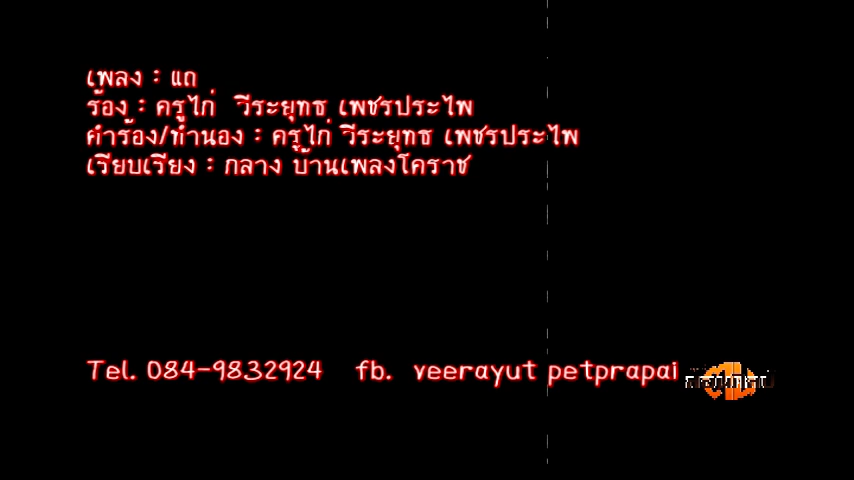 เพลง : แถ
ร้อง : ครูไก่ วีระยุทธ เพชรประไพ
คำร้อง/ทำนอง : ครูไก่ วีระยุทธ เพชรประไพ
เรียบเรียง : กลาง บ้านเพลงโคราช
Tel. 084-9832924 fb. veerayut petprapai